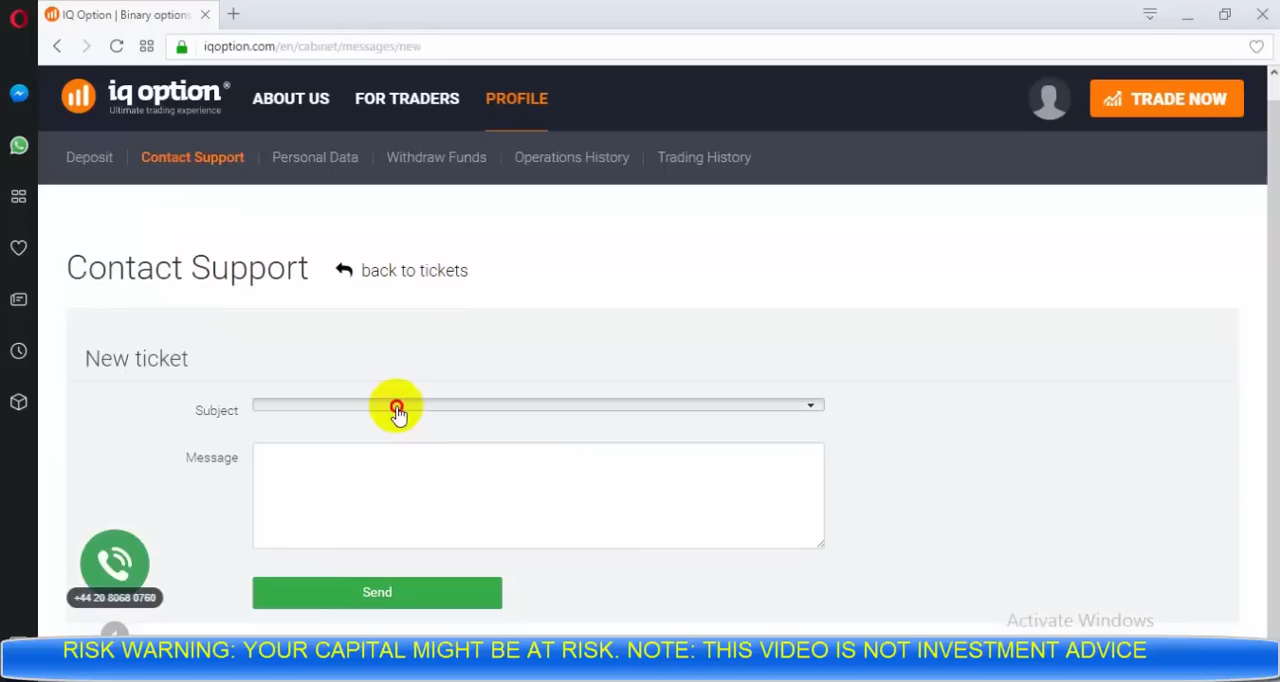 IQ Option | Binary options
iqoption.com/en/cabinet/messages/new
iq option®
Ultimate trading experience
ABOUT US
FOR TRADERS
PROFILE
TRADE NOW
Deposit
Contact Support
Personal Data
Withdraw Funds
Operations History
Trading History
Contact Support
back to tickets
New ticket
Subject
Message
+44 20 8068 0760
Send
Activate Windows
RISK WARNING: YOUR CAPITAL MIGHT BE AT RISK. NOTE: THIS VIDEO IS NOT INVESTMENT ADVICE